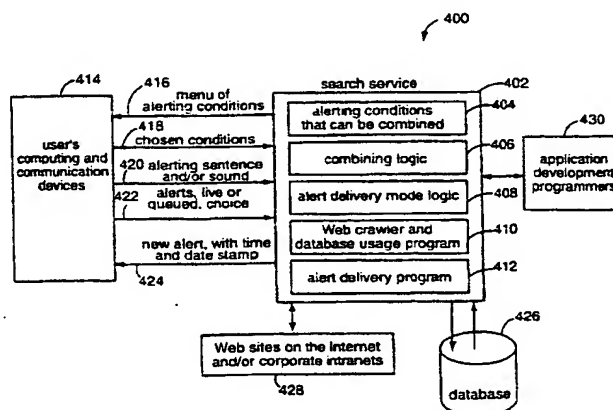 400
414
416
menu of
alerting conditions
418
chosen conditions
420
alerting sentence
and/or sound
422
alerts, live or
queued, choice
new alert, with time
and date stamp
424
user's
computing and
communication
devices
search service
402
alerting conditions
that can be combined
404
combining logic
406
alert delivery mode logic
408
Web crawler and
database usage program
410
alert delivery program
412
430
application
development
programmers
Web sites on the Internet
and/or corporate intranets
428
426
database